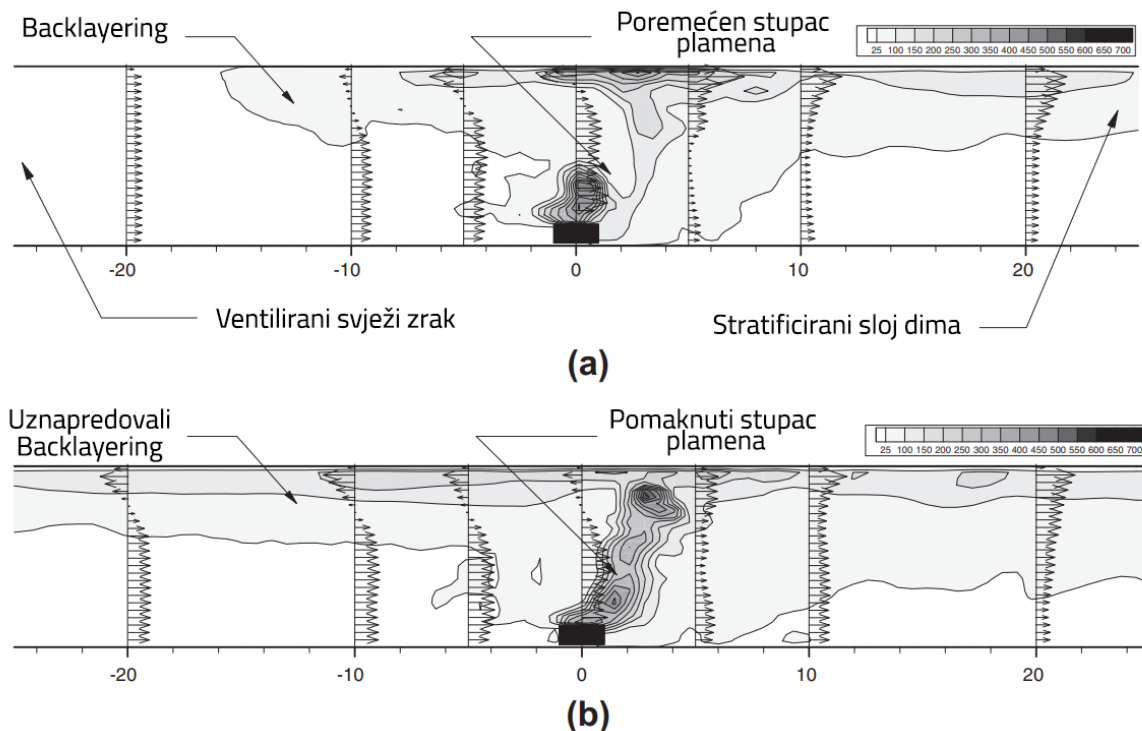 Backlayering
Poremećen stupac
plamena
25 100 150 200 250 300 350 400 450 500 550 600 650 700
-20 -10 0 10 20
Ventilirani svježi zrak
Stratificirani sloj dima
(a)
Uznapredovali
Backlayering
Pomaknuti stupac
plamena
25 100 150 200 250 300 350 400 450 500 550 600 650 700
-20 -10 0 10 20
(b)